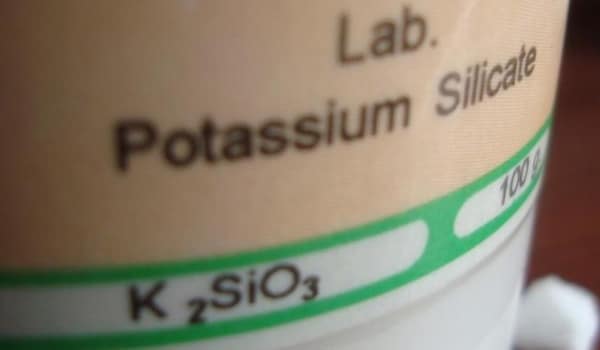 Lab.
Potassium Silicate
100 g.
K ₂SiO₃